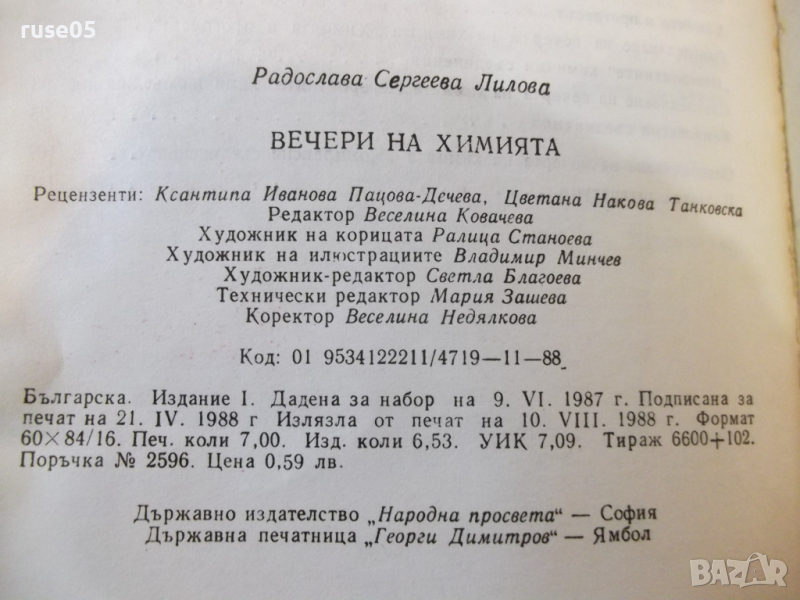 ruse05
Радослава Сергеева Лилова
ВЕЧЕРИ НА ХИМИЯТА
Рецензенти: Ксантипа Иванова Пацова-Дечева, Цветана Накова Танковска
Редактор Веселина Ковачева
Художник на корицата Ралица Станоева
Художник на илюстрациите Владимир Минчев
Художник-редактор Светла Благоева
Технически редактор Мария Зашева
Коректор Веселина Недялкова
Код: 01 9534122211/4719—11—88
Българска. Издание I. Дадена за набор на 9. VI. 1987 г. Подписана за
печат на 21. IV. 1988 г Излязла от печат на 10. VIII. 1988 г. Формат
60×84/16. Печ. коли 7,00. Изд. коли 6,53. УИК 7,09. Тираж 6600+102.
Поръчка № 2596. Цена 0,59 лв.
Държавно издателство „Народна просвета“ — София
Държавна печатница „Георги Димитров“ — Ямбол
BAZAR